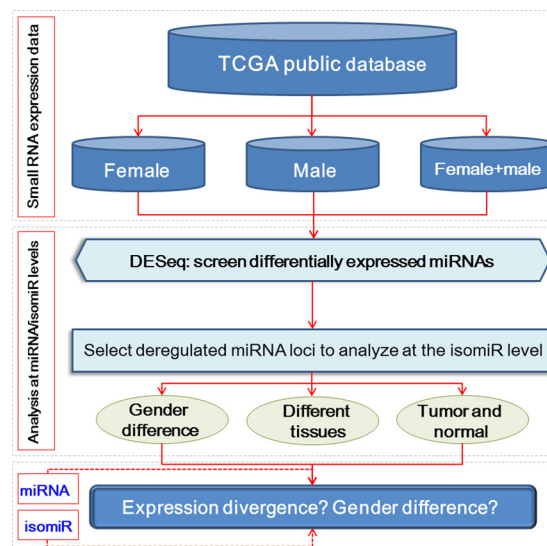 Small RNA expression data
TCGA public database
Female
Male
Female+male
Analysis at miRNA/isomiR levels
DESeq: screen differentially expressed miRNAs
Select deregulated miRNA loci to analyze at the isomiR level
Gender
difference
Different
tissues
Tumor and
normal
miRNA
isomiR
Expression divergence? Gender difference?